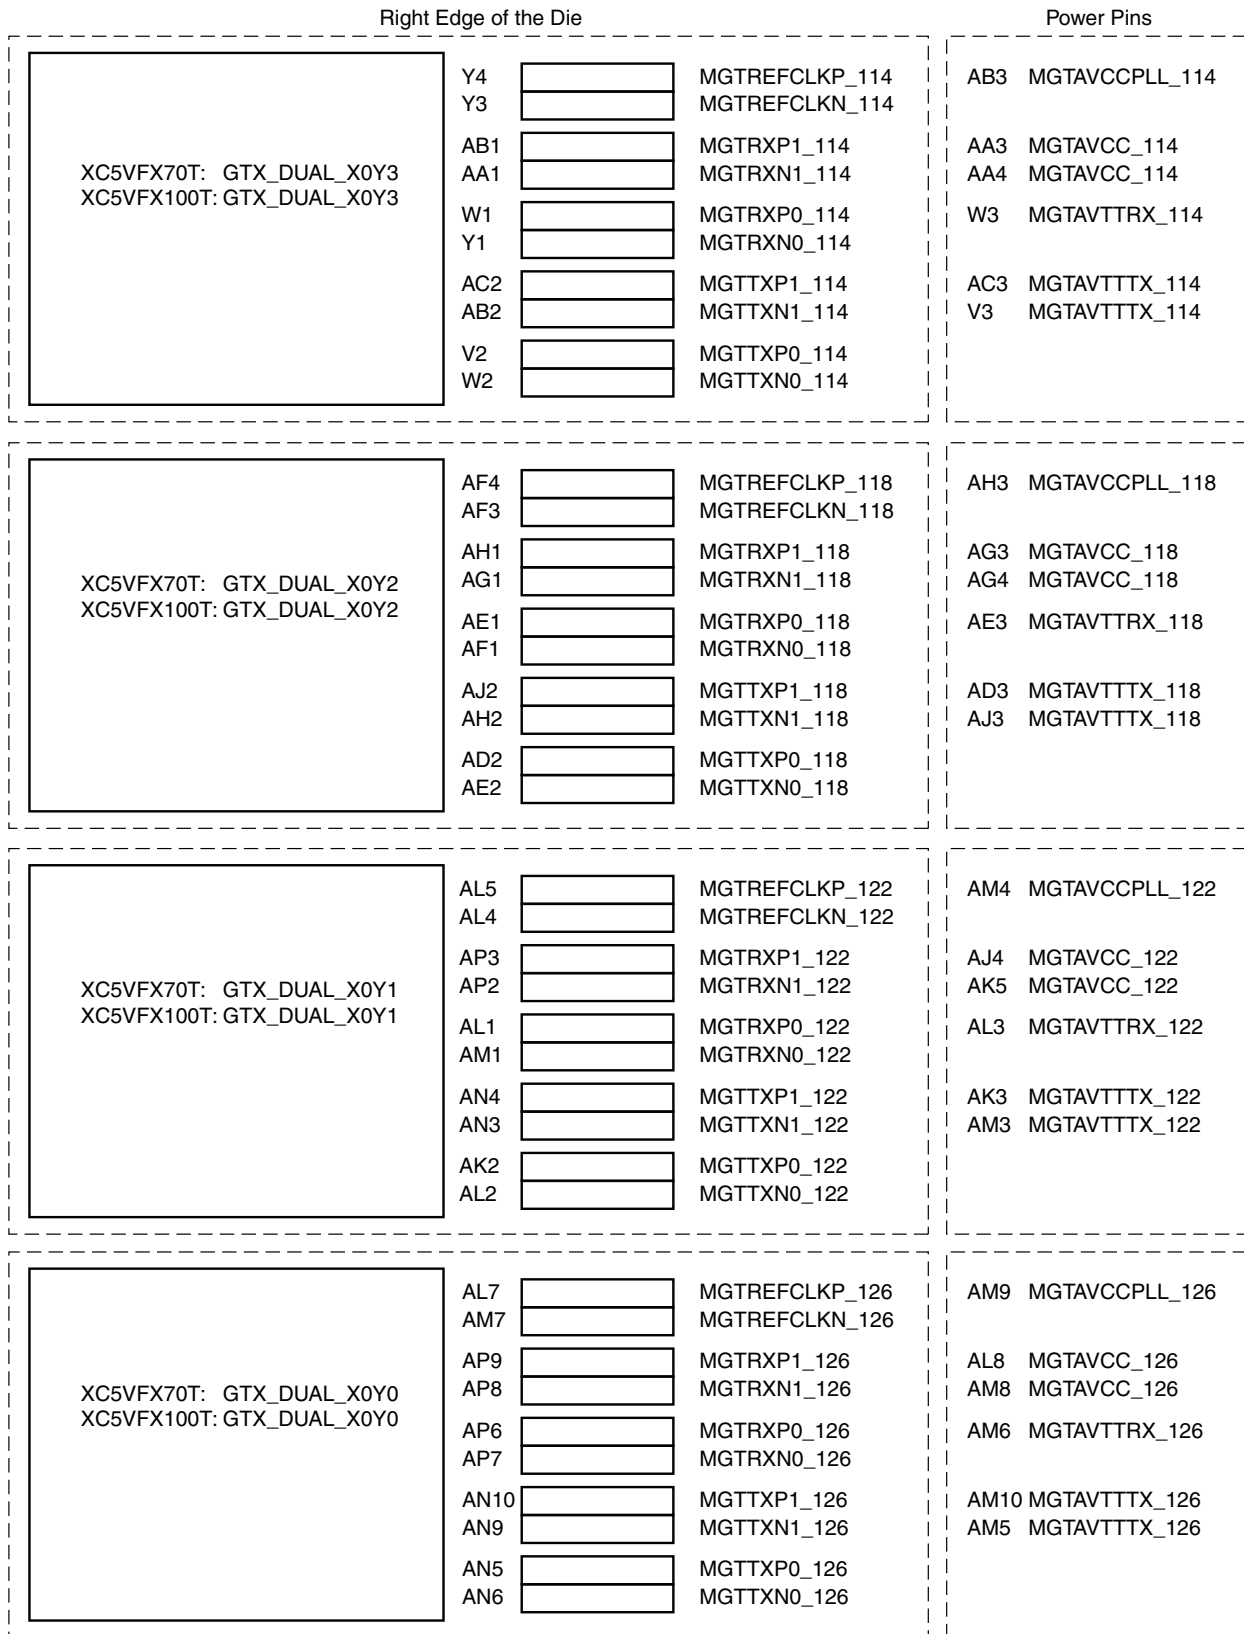 Right Edge of the Die Power Pins
Y4 MGTREFCLKP_114 AB3 MGTAVCCPLL_114
Y3 MGTREFCLKN_114
AB1 MGTRXP1_114 AA3 MGTAVCC_114
XC5VFX70T: GTX_DUAL_X0Y3 AA1 MGTRXN1_114 AA4 MGTAVCC_114
XC5VFX100T: GTX_DUAL_X0Y3
W1 MGTRXP0_114 W3 MGTAVTTRX_114
Y1 MGTRXN0_114
AC2 MGTTXP1_114 AC3 MGTAVTTTX_114
AB2 MGTTXN1_114 V3 MGTAVTTTX_114
V2 MGTTXP0_114
W2 MGTTXN0_114
AF4 MGTREFCLKP_118 AH3 MGTAVCCPLL_118
AF3 MGTREFCLKN_118
AH1 MGTRXP1_118 AG3 MGTAVCC_118
XC5VFX70T: GTX_DUAL_X0Y2 AG1 MGTRXN1_118 AG4 MGTAVCC_118
XC5VFX100T: GTX_DUAL_X0Y2
AE1 MGTRXP0_118 AE3 MGTAVTTRX_118
AF1 MGTRXN0_118
AJ2 MGTTXP1_118 AD3 MGTAVTTTX_118
AH2 MGTTXN1_118 AJ3 MGTAVTTTX_118
AD2 MGTTXP0_118
AE2 MGTTXN0_118
AL5 MGTREFCLKP_122 AM4 MGTAVCCPLL_122
AL4 MGTREFCLKN_122
AP3 MGTRXP1_122 AJ4 MGTAVCC_122
XC5VFX70T: GTX_DUAL_X0Y1 AP2 MGTRXN1_122 AK5 MGTAVCC_122
XC5VFX100T: GTX_DUAL_X0Y1
AL1 MGTRXP0_122 AL3 MGTAVTTRX_122
AM1 MGTRXN0_122
AN4 MGTTXP1_122 AK3 MGTAVTTTX_122
AN3 MGTTXN1_122 AM3 MGTAVTTTX_122
AK2 MGTTXP0_122
AL2 MGTTXN0_122
AL7 MGTREFCLKP_126 AM9 MGTAVCCPLL_126
AM7 MGTREFCLKN_126
AP9 MGTRXP1_126 AL8 MGTAVCC_126
XC5VFX70T: GTX_DUAL_X0Y0 AP8 MGTRXN1_126 AM8 MGTAVCC_126
XC5VFX100T: GTX_DUAL_X0Y0
AP6 MGTRXP0_126 AM6 MGTAVTTRX_126
AP7 MGTRXN0_126
AN10 MGTTXP1_126 AM10 MGTAVTTTX_126
AN9 MGTTXN1_126 AM5 MGTAVTTTX_126
AN5 MGTTXP0_126
AN6 MGTTXN0_126